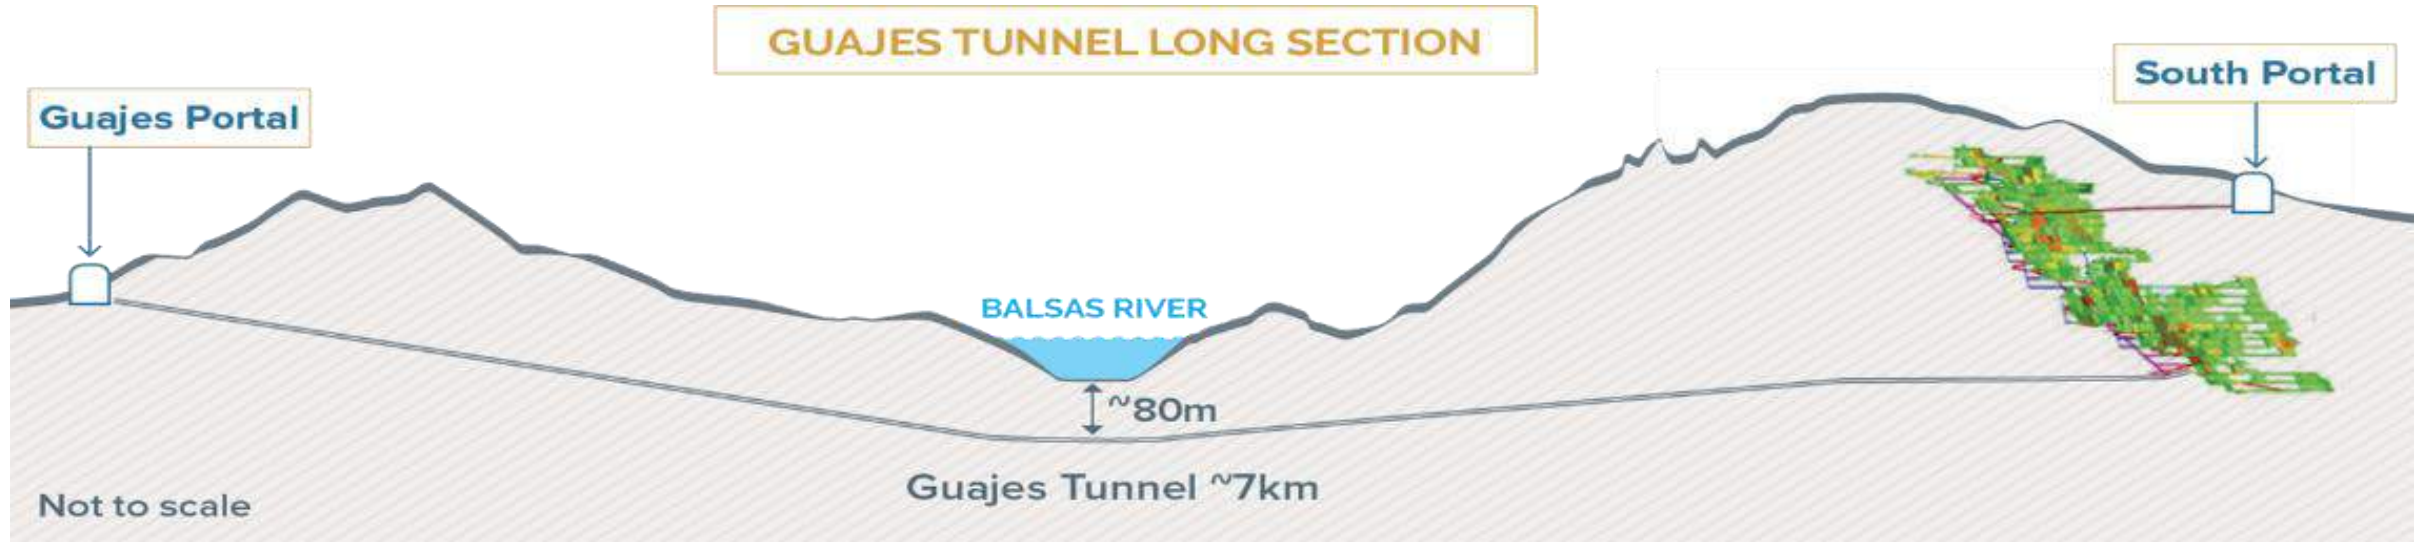 GUAJES TUNNEL LONG SECTION
Guajes Portal
South Portal
BALSAS RIVER
~80m
Guajes Tunnel ~7km
Not to scale